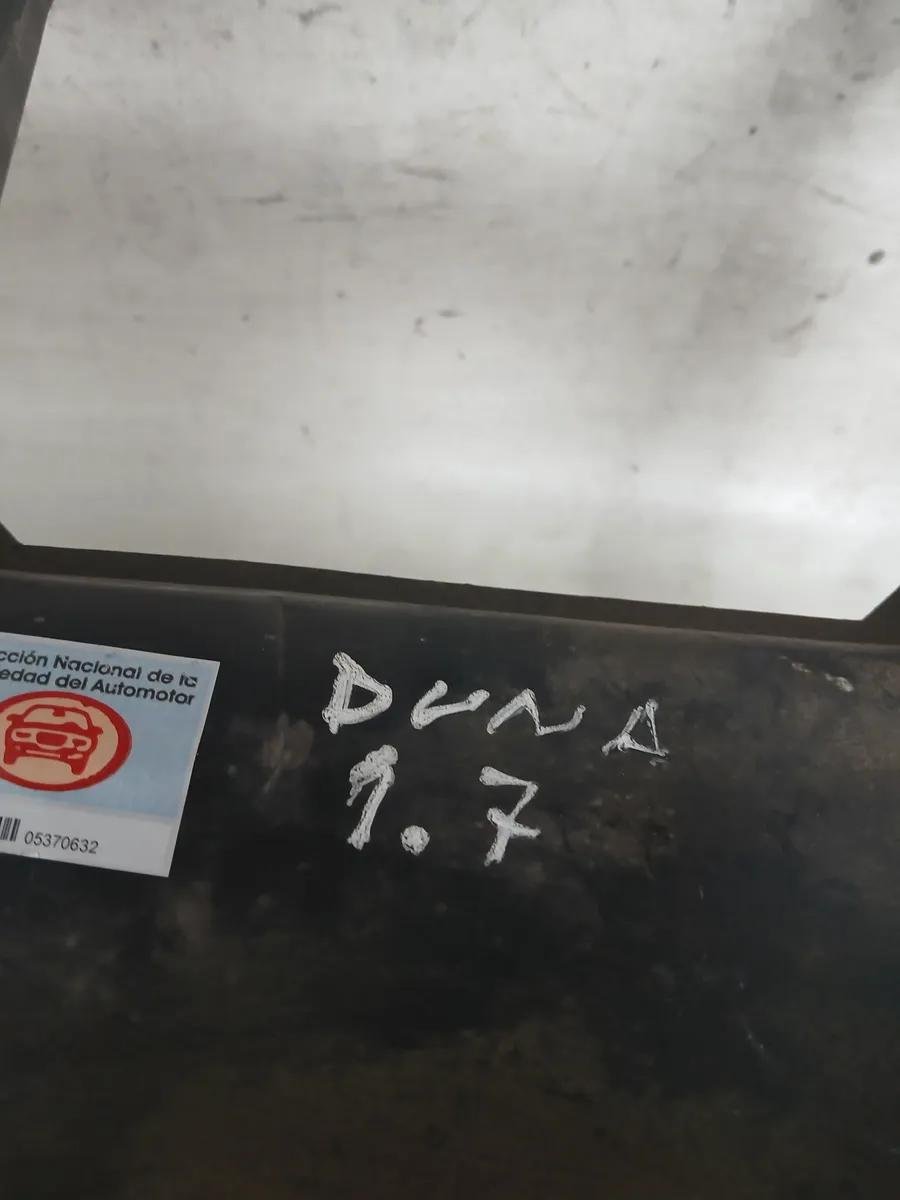 cción Nacional de la
edad del Automotor
05370632
DUNA
1.7